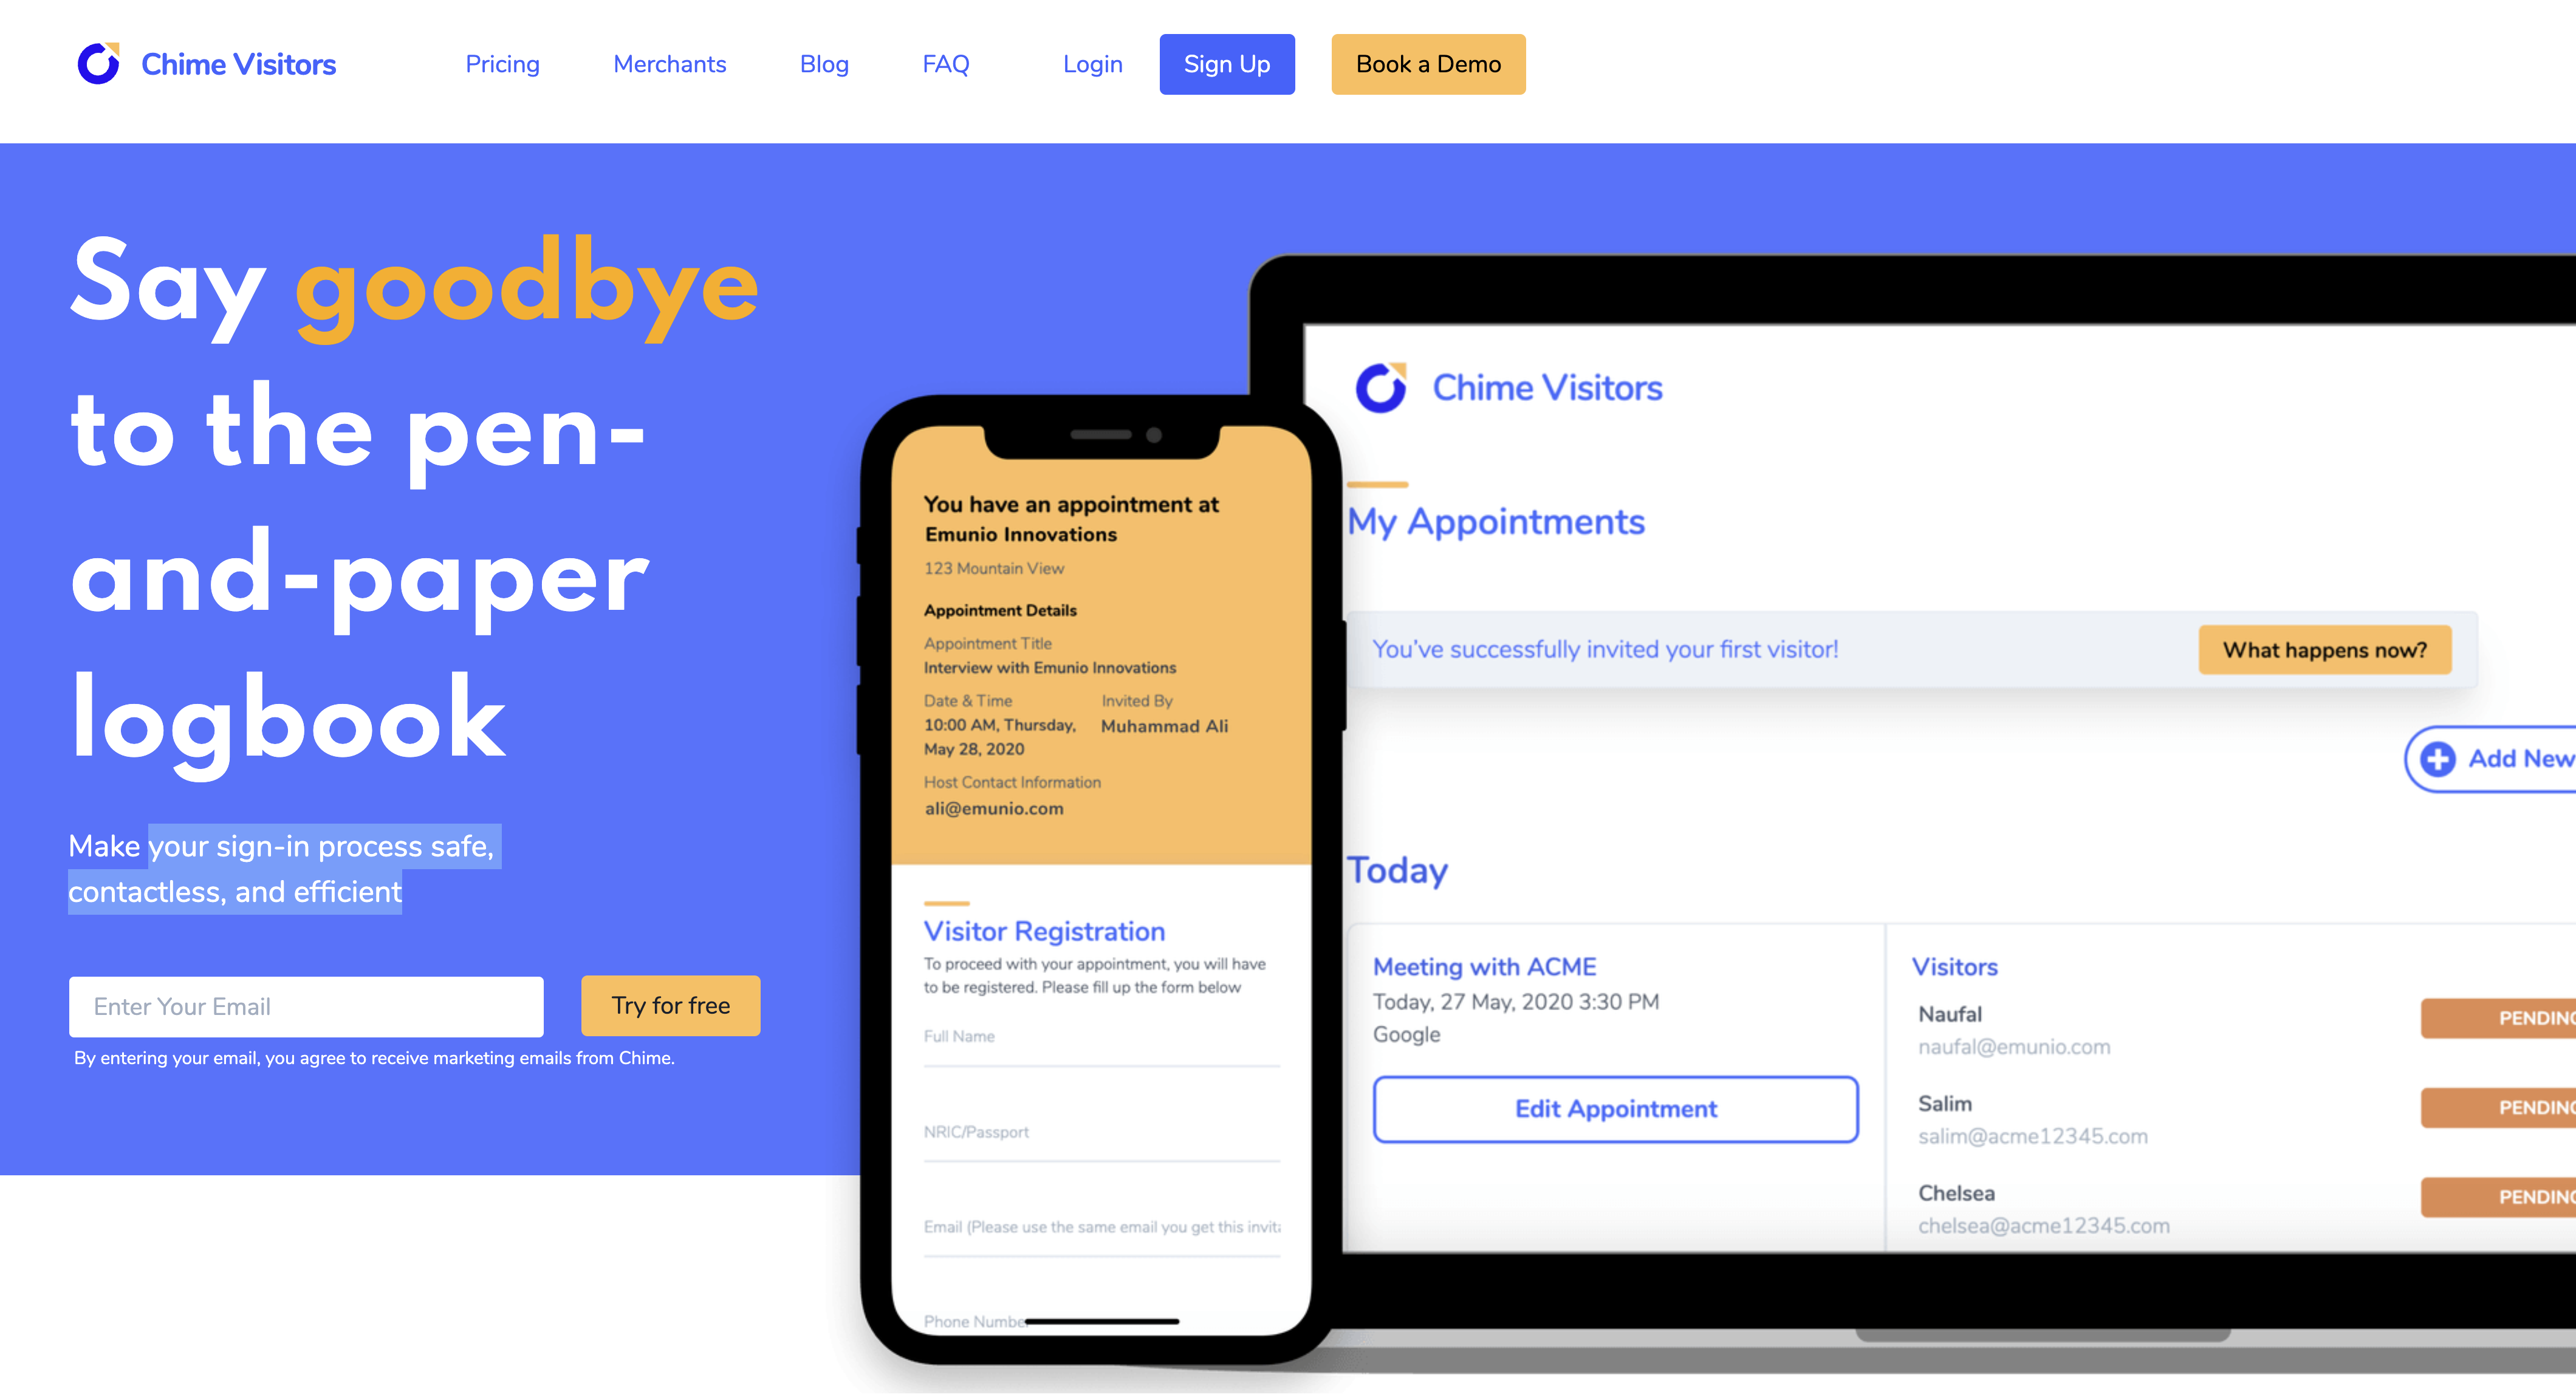 Chime Visitors
Pricing
Merchants
Blog
FAQ
Login
Sign Up
Book a Demo
Say goodbye
to the pen-
and-paper
logbook
Make your sign-in process safe,
contactless, and efficient
Enter Your Email
Try for free
By entering your email, you agree to receive marketing emails from Chime.
You have an appointment at
Emunio Innovations
123 Mountain View
Appointment Details
Appointment Title
Interview with Emunio Innovations
Date & Time
10:00 AM, Thursday,
May 28, 2020
Invited By
Muhammad Ali
Host Contact Information
ali@emunio.com
Visitor Registration
To proceed with your appointment, you will have
to be registered. Please fill up the form below
Full Name
NRIC/Passport
Email (Please use the same email you get this
Phone Number
Chime Visitors
My Appointments
You've successfully invited your first visitor!
What happens now?
Add New
Today
Meeting with ACME
Today, 27 May, 2020 3:30 PM
Google
Edit Appointment
Visitors
Naufal
naufal@emunio.com
Salim
salim@acme12345.com
Chelsea
chelsea@acme12345.com